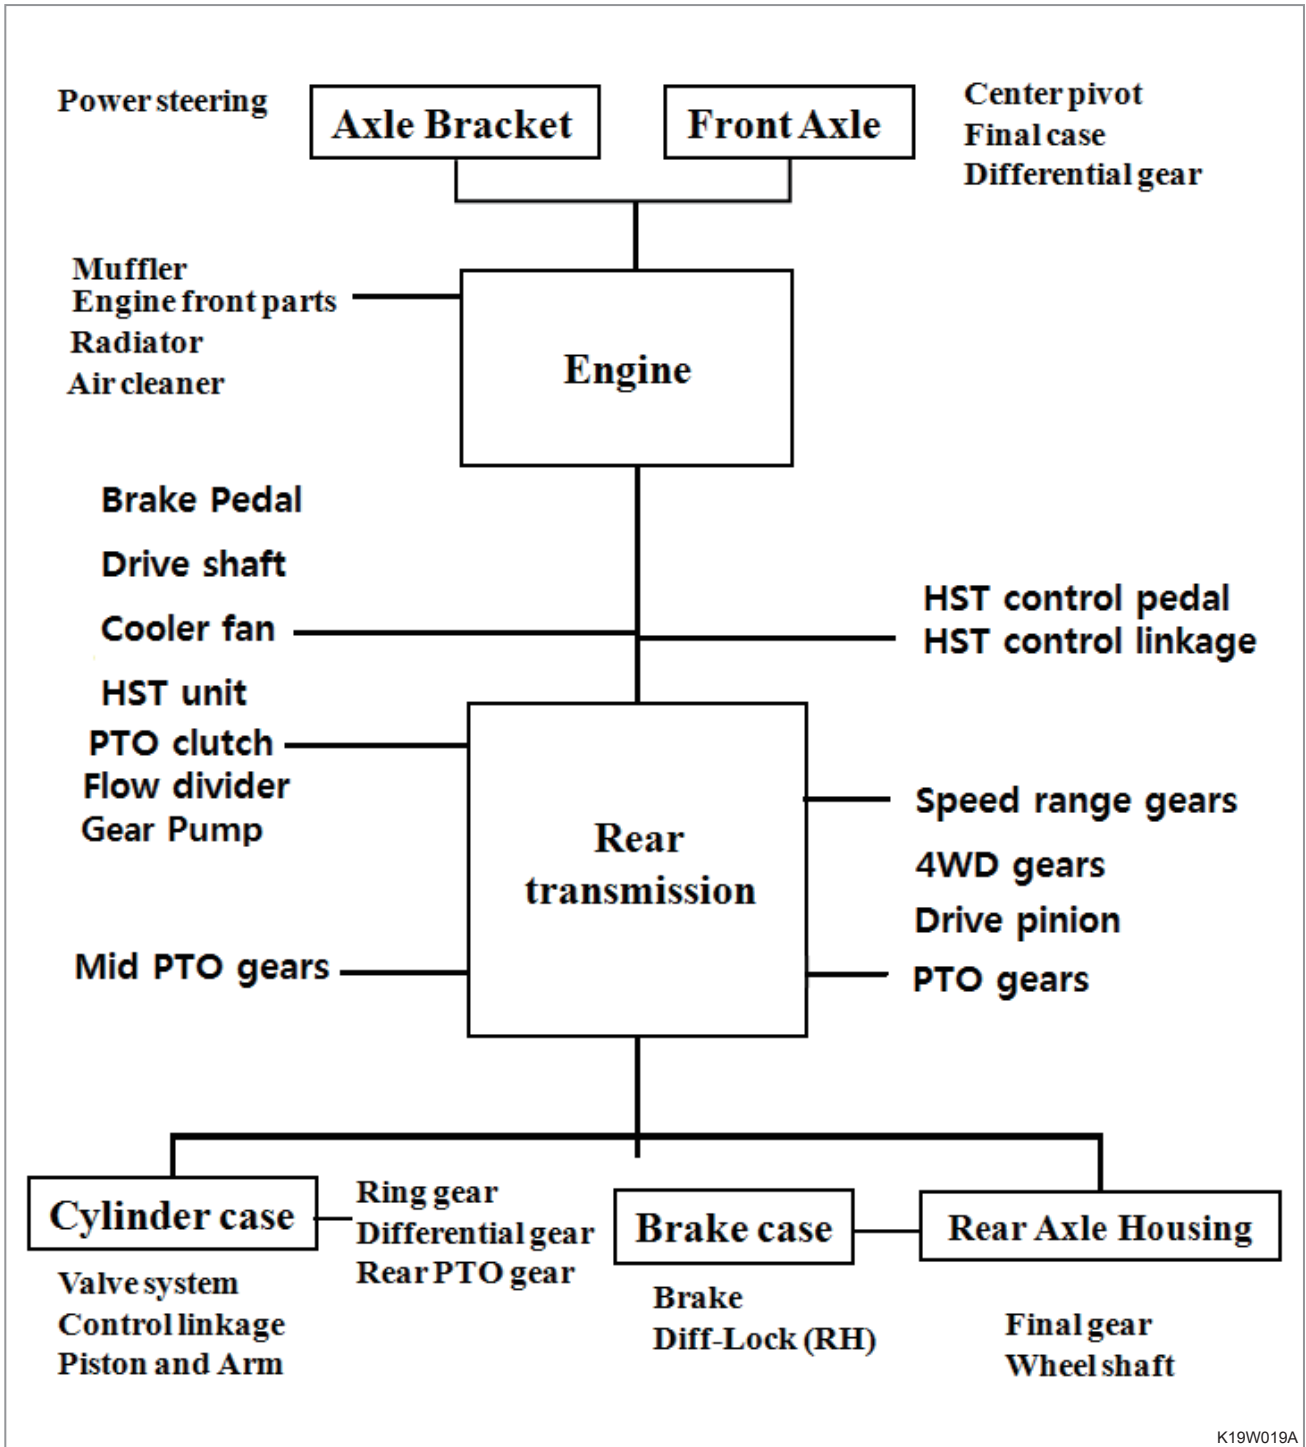 Power steering
Axle Bracket
Front Axle
Center pivot
Final case
Differential gear
Muffler
Engine front parts
Radiator
Air cleaner
Engine
Brake Pedal
Drive shaft
Cooler fan
HST unit
HST control pedal
HST control linkage
PTO clutch
Flow divider
Gear Pump
Mid PTO gears
Rear
transmission
Speed range gears
4WD gears
Drive pinion
PTO gears
Cylinder case
Ring gear
Differential gear
Rear PTO gear
Valve system
Control linkage
Piston and Arm
Brake case
Brake
Diff-Lock (RH)
Rear Axle Housing
Final gear
Wheel shaft
K19W019A